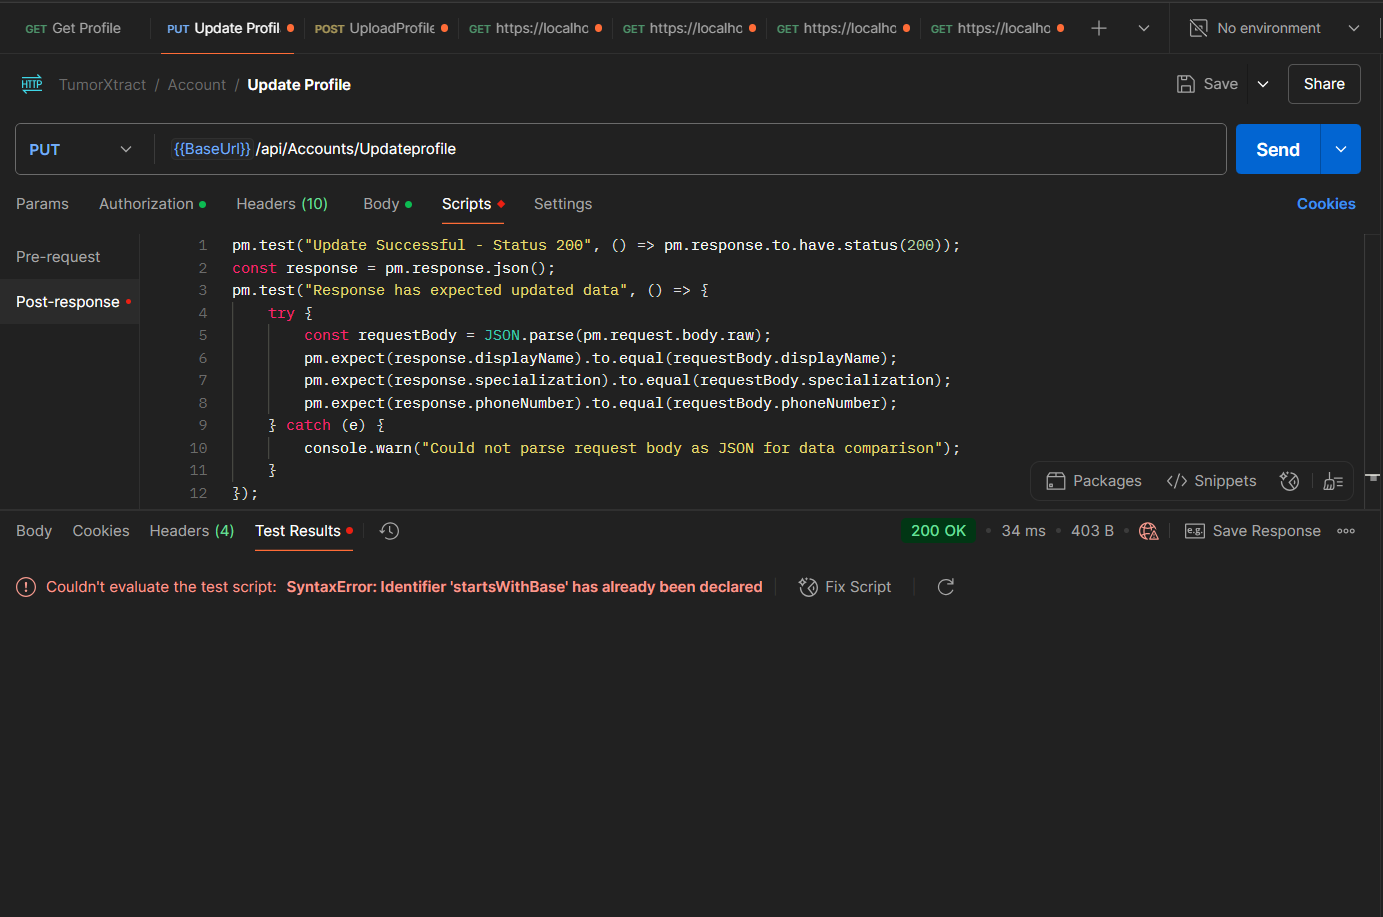 GET Get Profile PUT Update Profil POST UploadProfile GET https://localhc GET https://localhc GET https://localhc GET https://localhc No environment
HTTP TumorXtract / Account / Update Profile Save Share
PUT {{BaseUrl}} /api/Accounts/Updateprofile Send
Params Authorization Headers (10) Body Scripts Settings Cookies
Pre-request
Post-response
1 pm.test("Update Successful - Status 200", () => pm.response.to.have.status(200));
2 const response = pm.response.json();
3 pm.test("Response has expected updated data", () => {
4 try {
5 const requestBody = JSON.parse(pm.request.body.raw);
6 pm.expect(response.displayName).to.equal(requestBody.displayName);
7 pm.expect(response.specialization).to.equal(requestBody.specialization);
8 pm.expect(response.phoneNumber).to.equal(requestBody.phoneNumber);
9 } catch (e) {
10 console.warn("Could not parse request body as JSON for data comparison");
11 }
12 });
Packages </> Snippets
Body Cookies Headers (4) Test Results 200 OK 34 ms 403 B e.g. Save Response
Couldn't evaluate the test script: SyntaxError: Identifier 'startsWithBase' has already been declared Fix Script